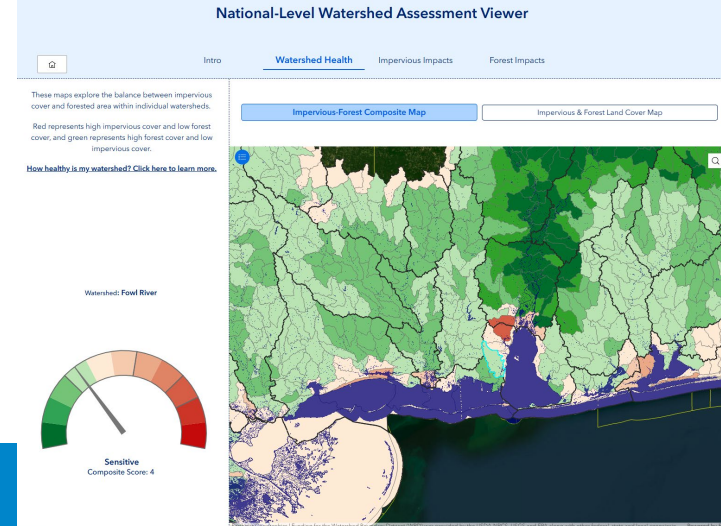 National-Level Watershed Assessment Viewer
Intro
Watershed Health
Impervious Impacts
Forest Impacts
These maps explore the balance between impervious
cover and forested area within individual watersheds.
Red represents high impervious cover and low forest
cover, and green represents high forest cover and low
impervious cover.
How healthy is my watershed? Click here to learn more.
Impervious-Forest Composite Map
Impervious & Forest Land Cover Map
Watershed: Fowl River
Sensitive
Composite Score: 4